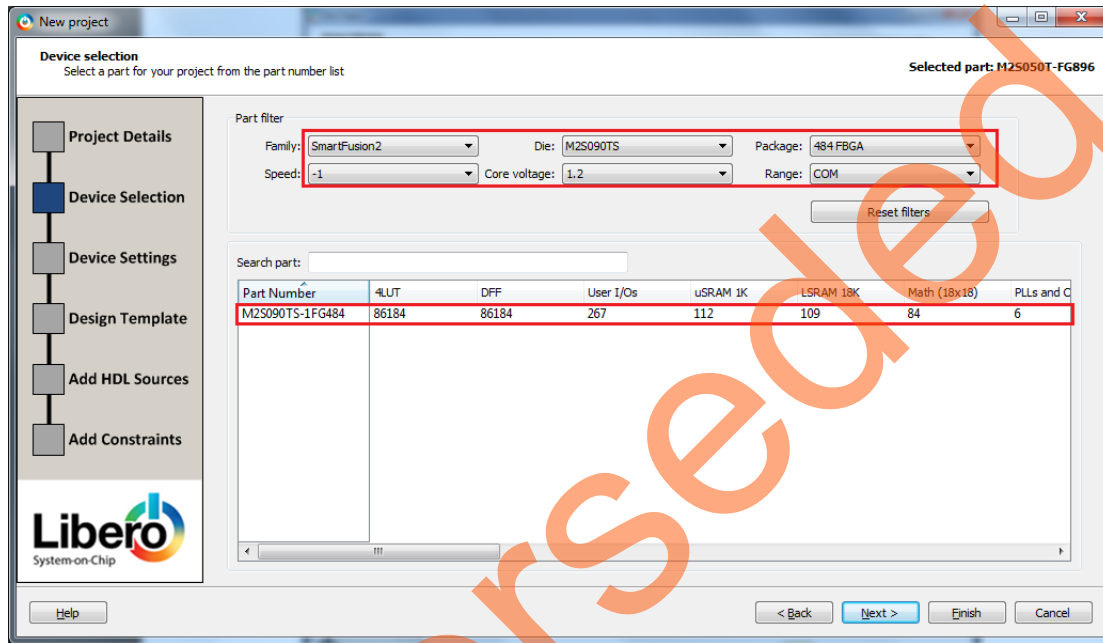 New project
Device selection
Select a part for your project from the part number list
Selected part: M2S050T-FG896
Project Details
Device Selection
Device Settings
Design Template
Add HDL Sources
Add Constraints
Libero
System-on-Chip
Part filter
Family: SmartFusion2 Die: M2S090TS Package: 484 FBGA
Speed: -1 Core voltage: 1.2 Range: COM
Reset filters
Search part:
Part Number 4LUT DFF User I/Os uSRAM 1K LSRAM 18K Math (18x18) PLLs and C
M2S090TS-1FG484 86184 86184 267 112 109 84 6
Help < Back Next > Finish Cancel
erseded